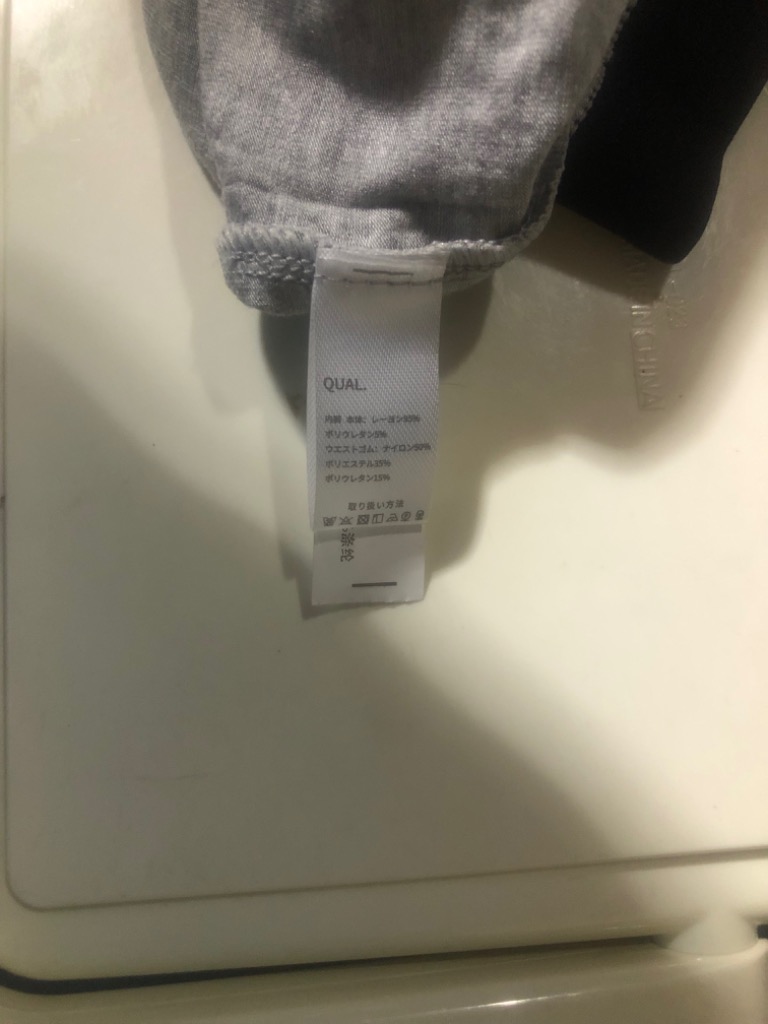 QUAL.
本体: レーヨン95%
ポリウレタン5%
ウエストゴム: ナイロン50%
ポリエステル35%
ポリウレタン15%
取り扱い方法
IN CHINA